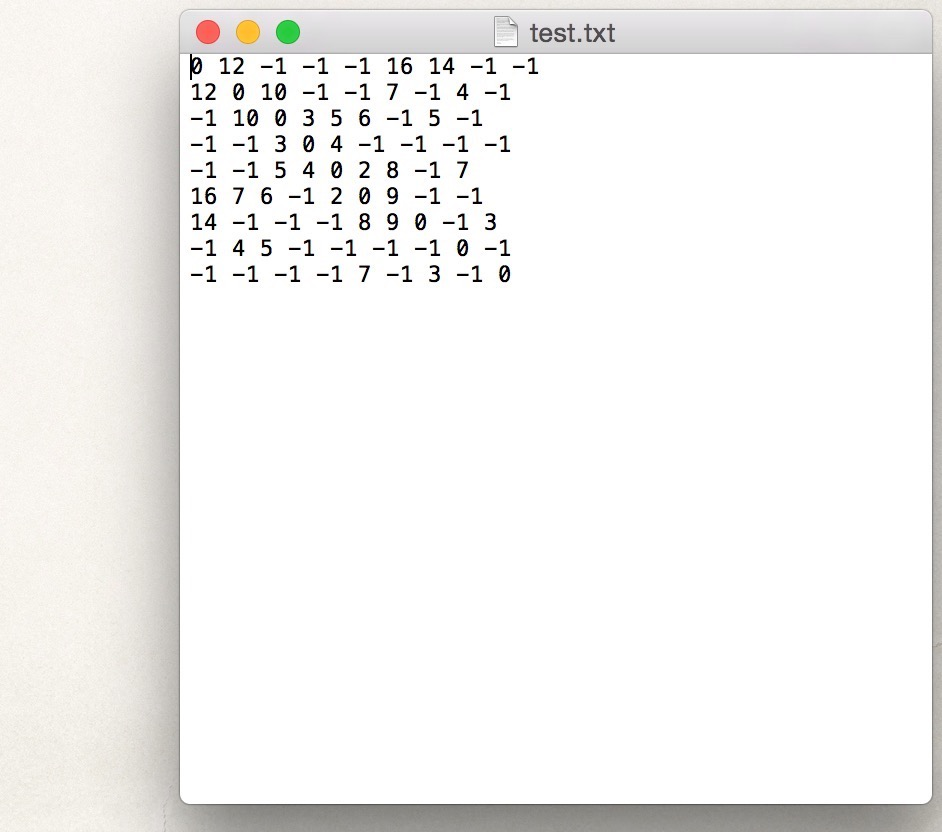 test.txt
0 12 -1 -1 -1 16 14 -1 -1
12 0 10 -1 -1 7 -1 4 -1
-1 10 0 3 5 6 -1 5 -1
-1 -1 3 0 4 -1 -1 -1 -1
-1 -1 5 4 0 2 8 -1 7
16 7 6 -1 2 0 9 -1 -1
14 -1 -1 -1 8 9 0 -1 3
-1 4 5 -1 -1 -1 -1 0 -1
-1 -1 -1 -1 7 -1 3 -1 0